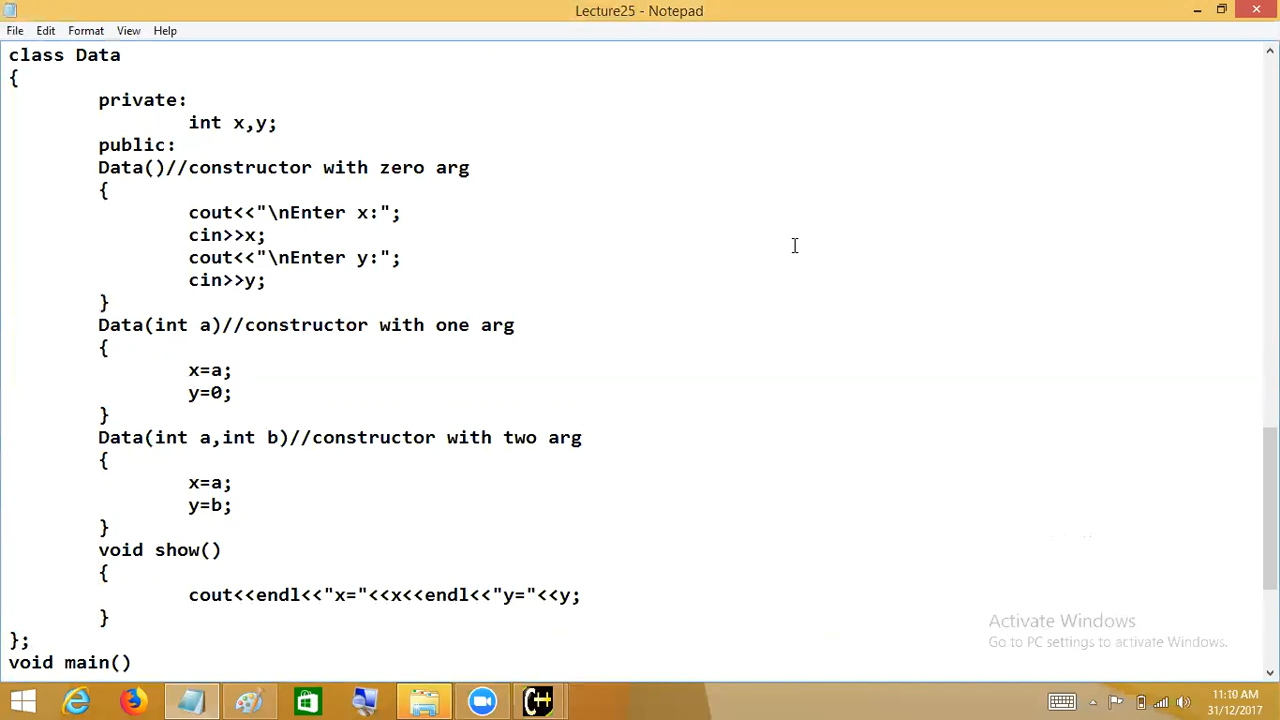 Lecture25 - Notepad
File Edit Format View Help
class Data
{
private:
int x,y;
public:
Data()//constructor with zero arg
{
cout<<"\nEnter x:";
cin>>x;
cout<<"\nEnter y:";
cin>>y;
}
Data(int a)//constructor with one arg
{
x=a;
y=0;
}
Data(int a,int b)//constructor with two arg
{
x=a;
y=b;
}
void show()
{
cout<<endl<<"x="<<x<<endl<<"y="<<y;
}
};
void main()
Activate Windows
Go to PC settings to activate Windows.
C++
11:10 AM
31/12/2017